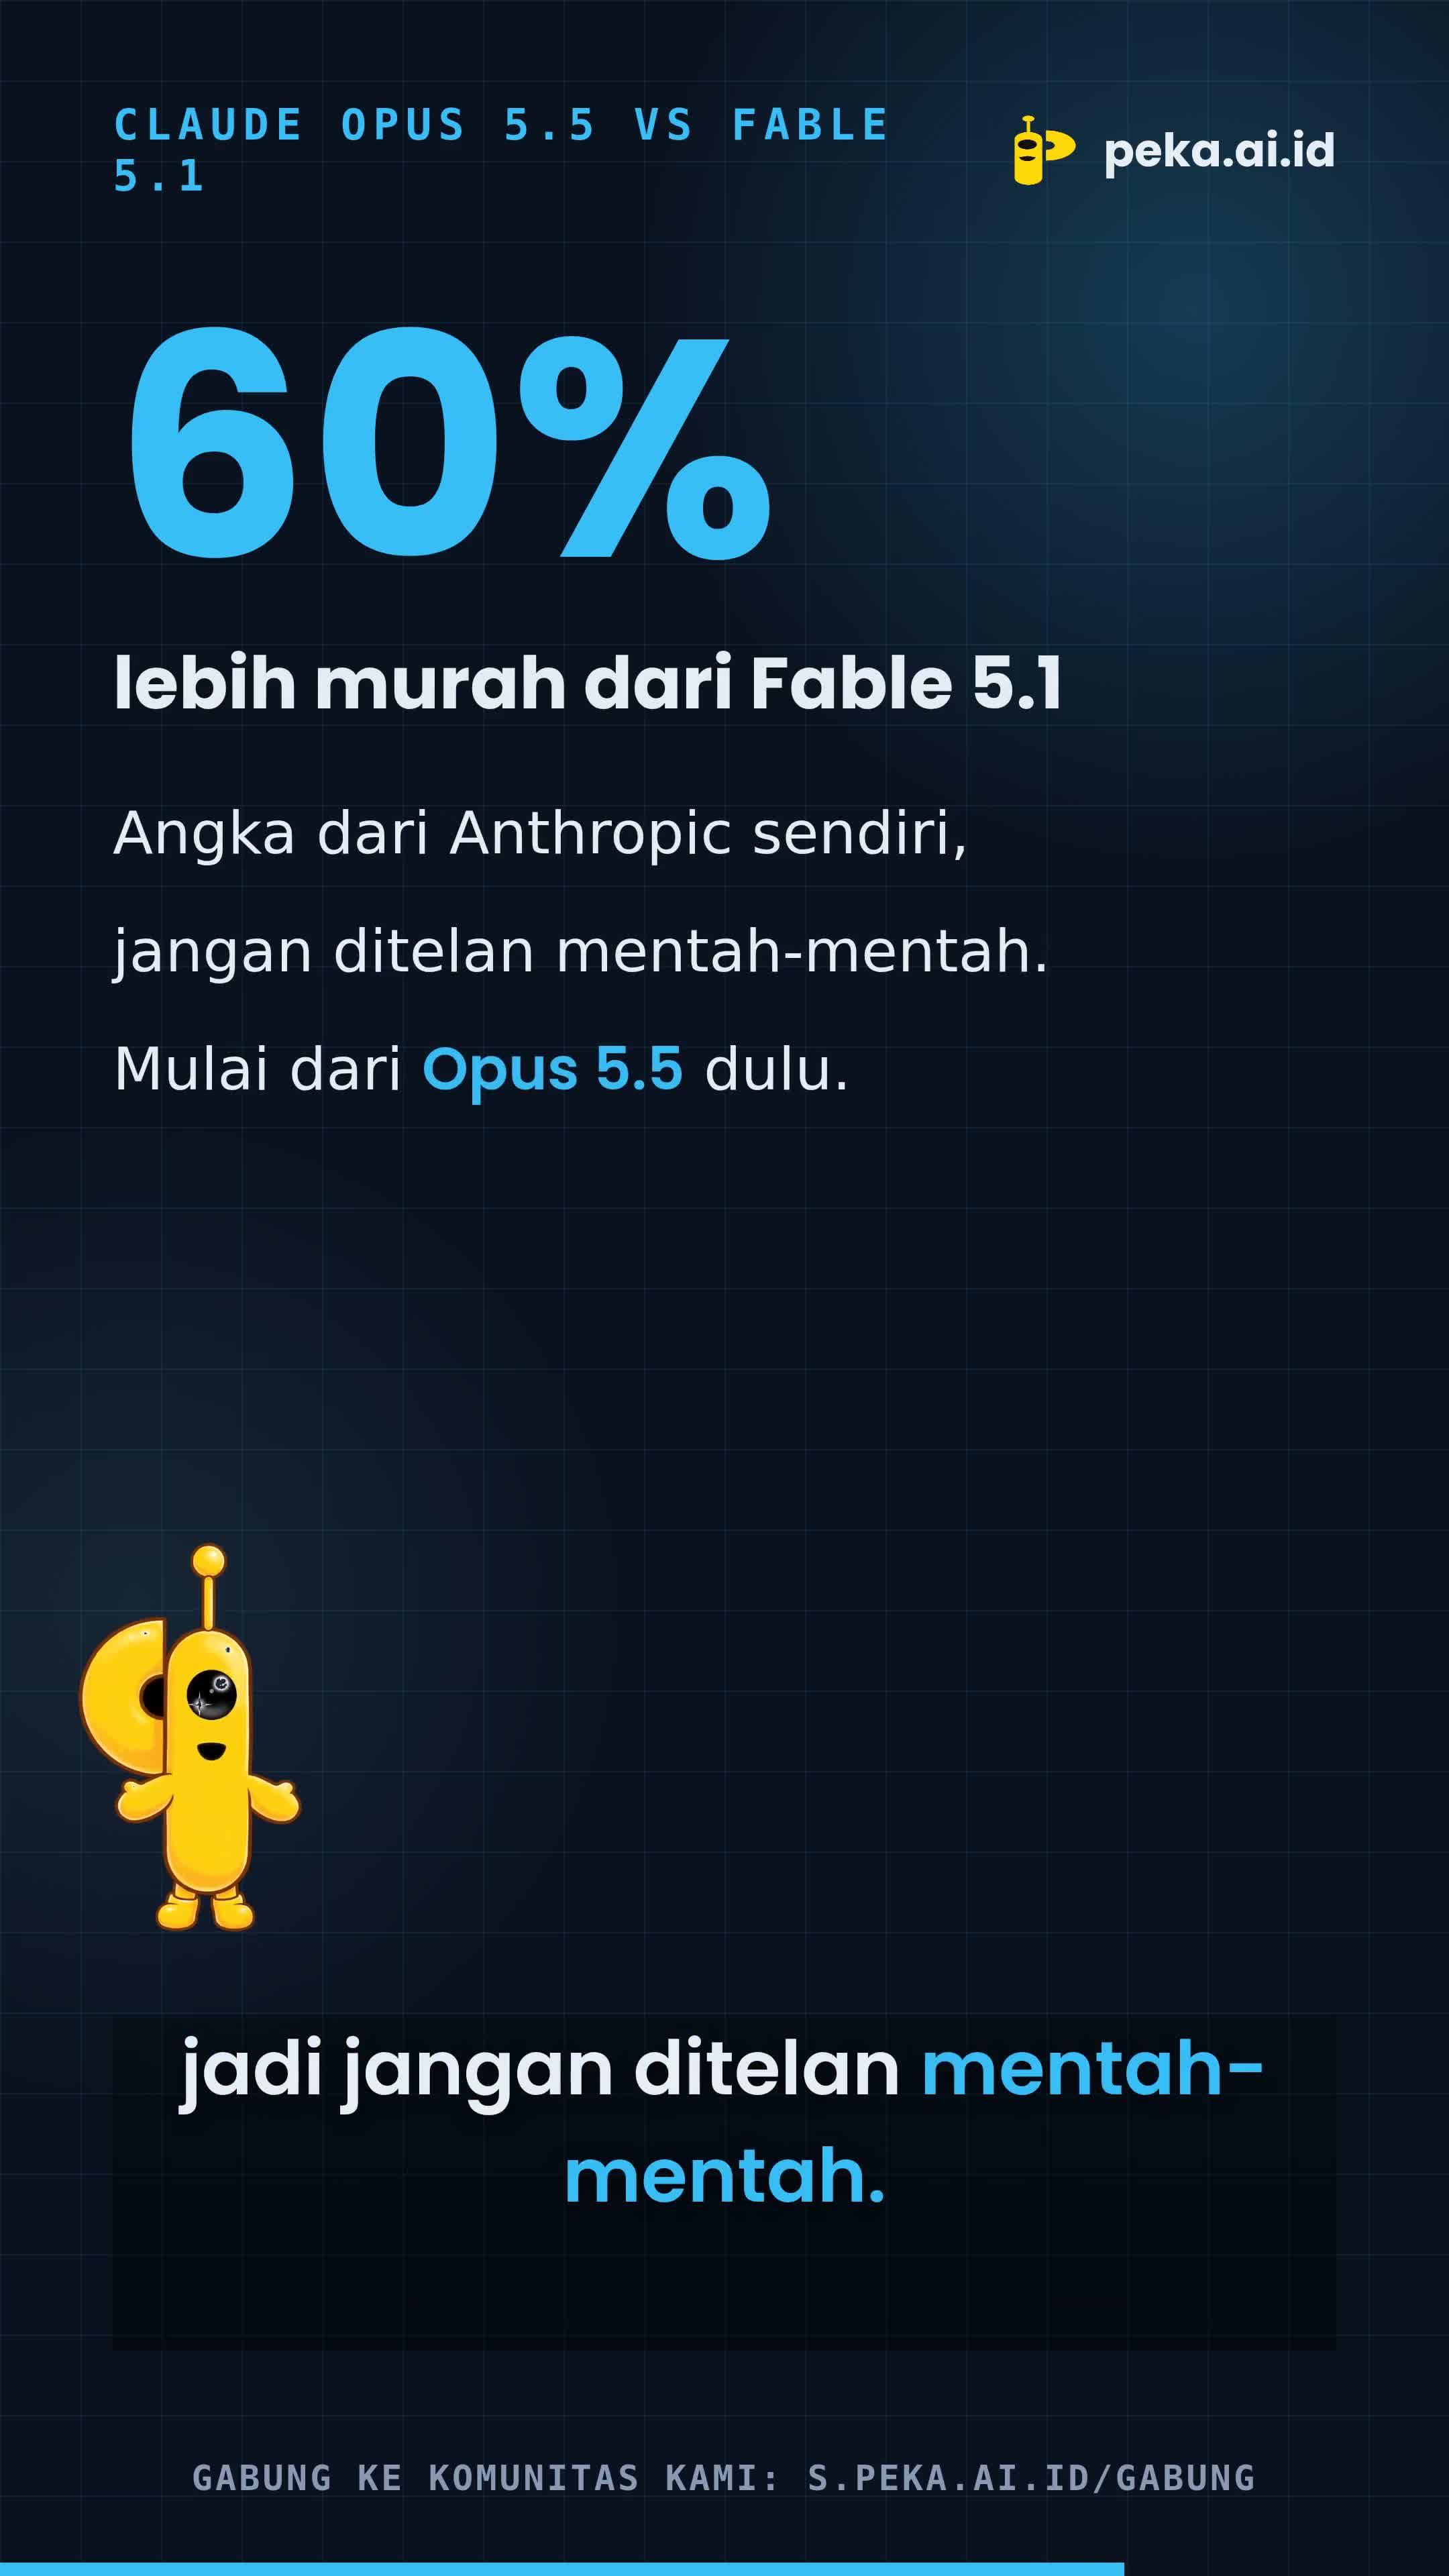 CLAUDE OPUS 5.5 VS FABLE
5.1
peka.ai.id
60%
lebih murah dari Fable 5.1
Angka dari Anthropic sendiri,
jangan ditelan mentah-mentah.
Mulai dari Opus 5.5 dulu.
jadi jangan ditelan mentah-
mentah.
GABUNG KE KOMUNITAS KAMI: S.PEKA.AI.ID/GABUNG